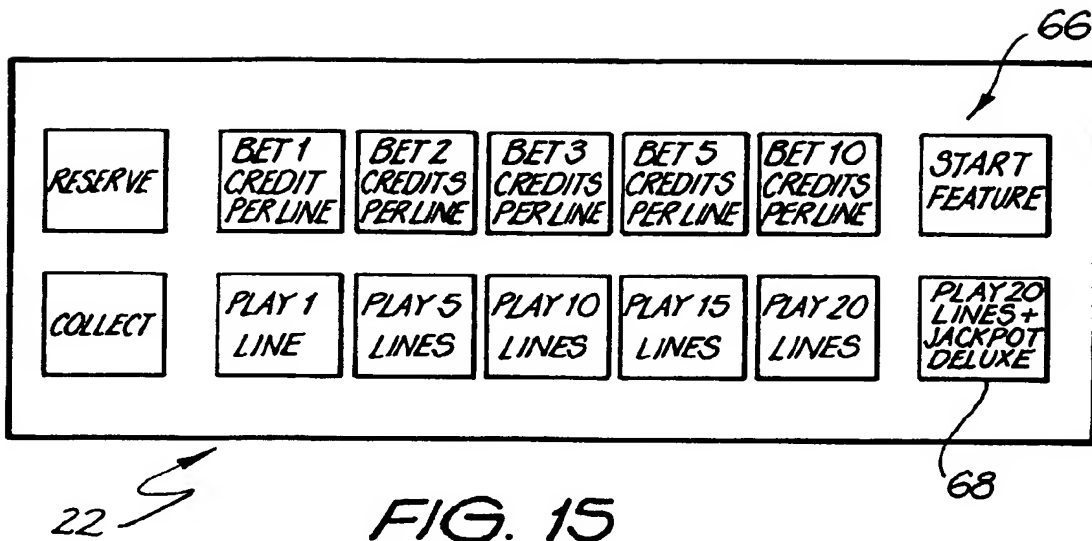 66
RESERVE
BET 1
CREDIT
PER LINE
BET 2
CREDITS
PER LINE
BET 3
CREDITS
PER LINE
BET 5
CREDITS
PER LINE
BET 10
CREDITS
PER LINE
START
FEATURE
COLLECT
PLAY 1
LINE
PLAY 5
LINES
PLAY 10
LINES
PLAY 15
LINES
PLAY 20
LINES
PLAY 20
LINES +
JACKPOT
DELUXE
22
68
FIG. 15